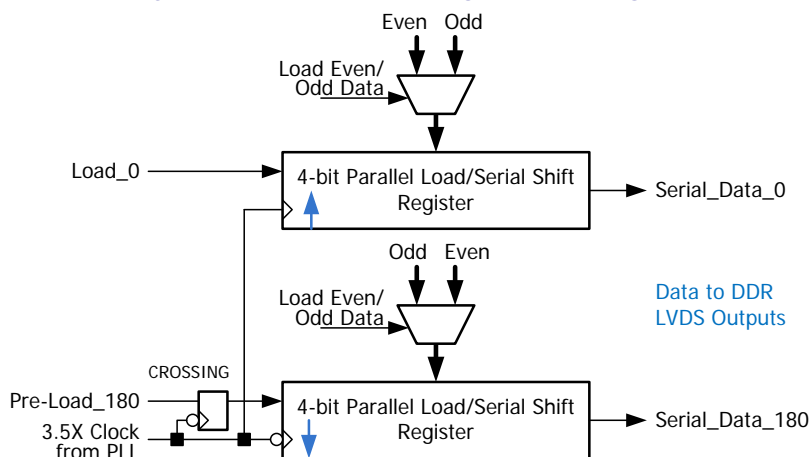 Even Odd
Load Even/
Odd Data
Load_0
4-bit Parallel Load/Serial Shift
Register
Serial_Data_0
Odd Even
Load Even/
Odd Data
Data to DDR
LVDS Outputs
CROSSING
Pre-Load_180
4-bit Parallel Load/Serial Shift
Register
Serial_Data_180
3.5X Clock
from PLL